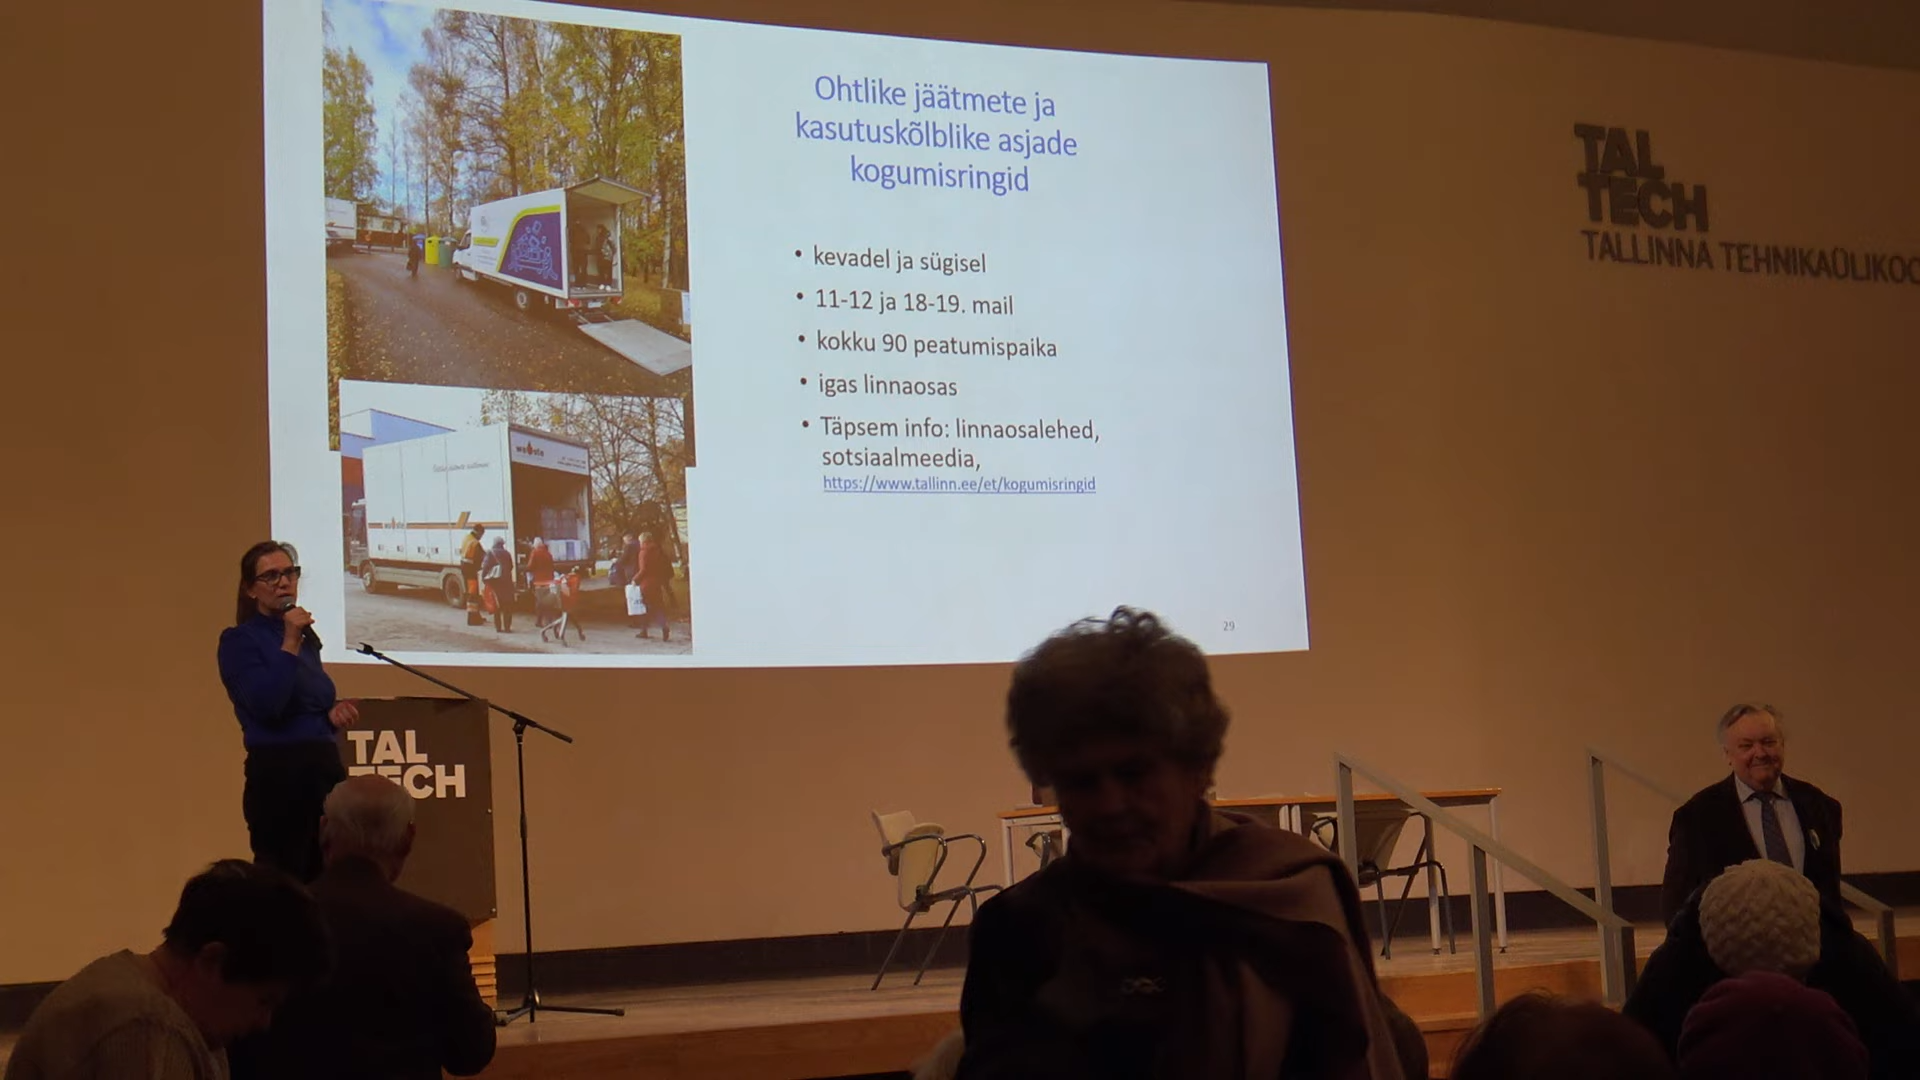 Ohtlike jäätmete ja
kasutuskõlblike asjade
kogumisringid
• kevadel ja sügisel
• 11-12 ja 18-19. mail
• kokku 90 peatumispaika
• igas linnaosas
• Täpsem info: linnaosalehed,
sotsiaalmeedia,
https://www.tallinn.ee/et/kogumisringid
29
TAL
TECH
TALLINNA TEHNIKAÜLIKOO
TAL
TECH